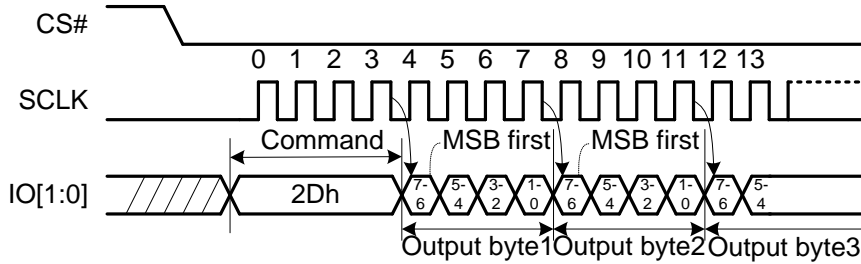 CS#
0 1 2 3 4 5 6 7 8 9 10 11 12 13
SCLK
Command MSB first MSB first
IO[1:0] 2Dh 7-6 5-4 3-2 1-0 7-6 5-4 3-2 1-0 7-6 5-4
Output byte1 Output byte2 Output byte3